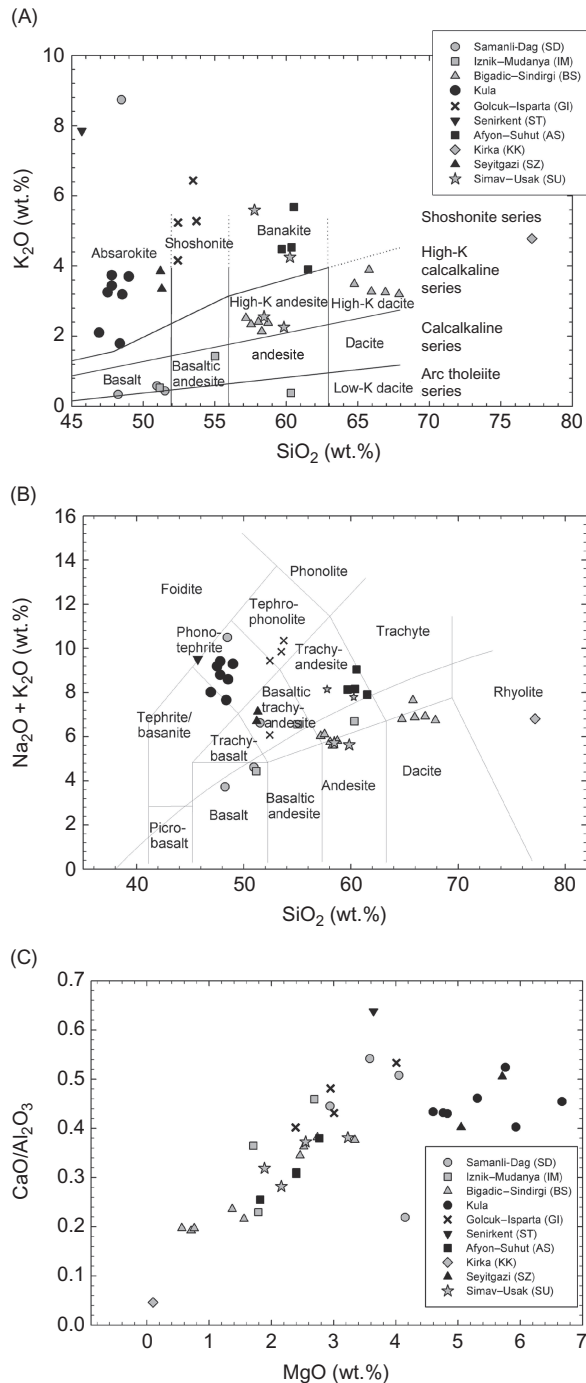 (A)
10
8
6
4
2
0
K2O (wt.%)
45 50 55 60 65 70 75 80
SiO2 (wt.%)
Samanli-Dag (SD)
Iznik-Mudanya (IM)
Bigadic–Sindirgi (BS)
Kula
Golcuk–Isparta (GI)
Senirkent (ST)
Afyon-Suhut (AS)
Kirka (KK)
Seyitgazi (SZ)
Simav–Usak (SU)
Absarokite
Shoshonite
Banakite
Shoshonite series
High-K
calcalkaline
series
High-K andesite
High-K dacite
Calcalkaline
series
Basalt
Basaltic
andesite
andesite
Dacite
Low-K dacite
Arc tholeiite
series
(B)
16
14
12
10
8
6
4
2
0
Na2O + K2O (wt.%)
40 50 60 70 80
SiO2 (wt.%)
Foidite
Phonolite
Tephro-
phonolite
Phono-
tephrite
Trachy-
andesite
Trachyte
Rhyolite
Tephrite/
basanite
Basaltic
trachy-
andesite
Trachy-
basalt
Picro-
basalt
Basalt
Basaltic
andesite
Andesite
Dacite
(C)
0.7
0.6
0.5
0.4
0.3
0.2
0.1
0.0
CaO/Al2O3
0 1 2 3 4 5 6 7
MgO (wt.%)
Samanli-Dag (SD)
Iznik-Mudanya (IM)
Bigadic–Sindirgi (BS)
Kula
Golcuk–Isparta (GI)
Senirkent (ST)
Afyon-Suhut (AS)
Kirka (KK)
Seyitgazi (SZ)
Simav–Usak (SU)